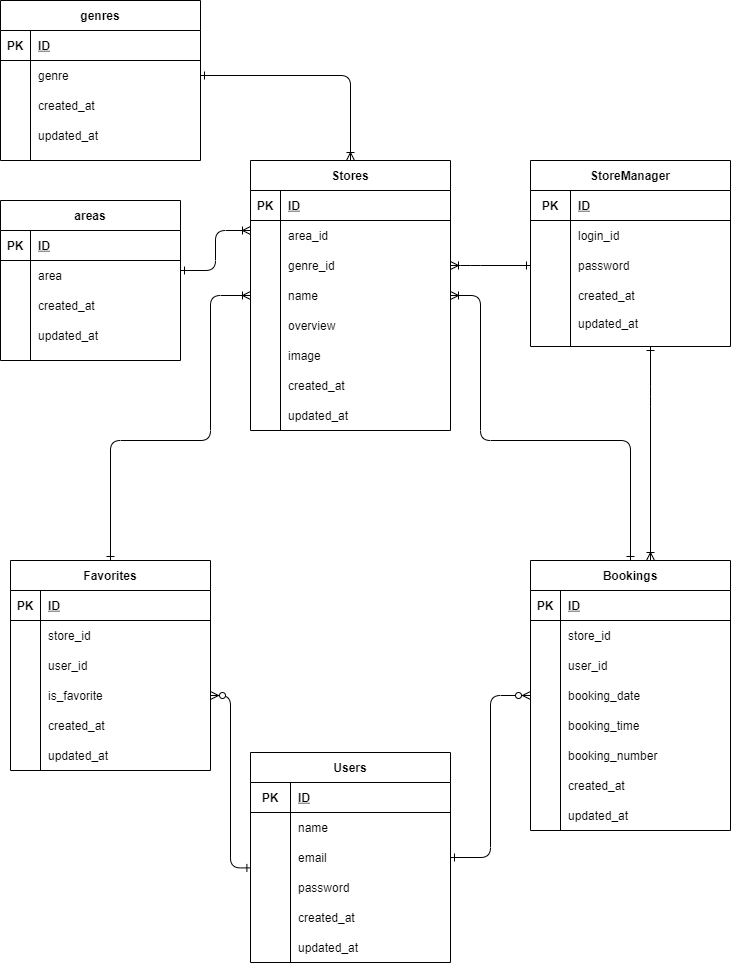 genres
PK ID
genre
created_at
updated_at
areas
PK ID
area
created_at
updated_at
Stores
PK ID
area_id
genre_id
name
overview
image
created_at
updated_at
StoreManager
PK ID
login_id
password
created_at
updated_at
Favorites
PK ID
store_id
user_id
is_favorite
created_at
updated_at
Users
PK ID
name
email
password
created_at
updated_at
Bookings
PK ID
store_id
user_id
booking_date
booking_time
booking_number
created_at
updated_at